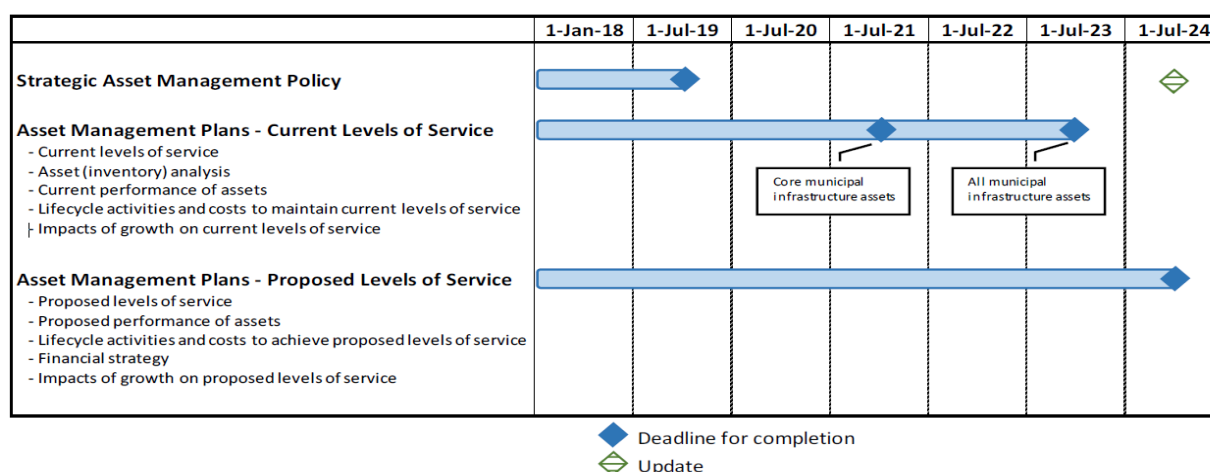 1-Jan-18 1-Jul-19 1-Jul-20 1-Jul-21 1-Jul-22 1-Jul-23 1-Jul-24
Strategic Asset Management Policy
Asset Management Plans - Current Levels of Service
- Current levels of service
- Asset (inventory) analysis
- Current performance of assets
- Lifecycle activities and costs to maintain current levels of service
- Impacts of growth on current levels of service
Core municipal
infrastructure assets
All municipal
infrastructure assets
Asset Management Plans - Proposed Levels of Service
- Proposed levels of service
- Proposed performance of assets
- Lifecycle activities and costs to achieve proposed levels of service
- Financial strategy
- Impacts of growth on proposed levels of service
Deadline for completion
Update